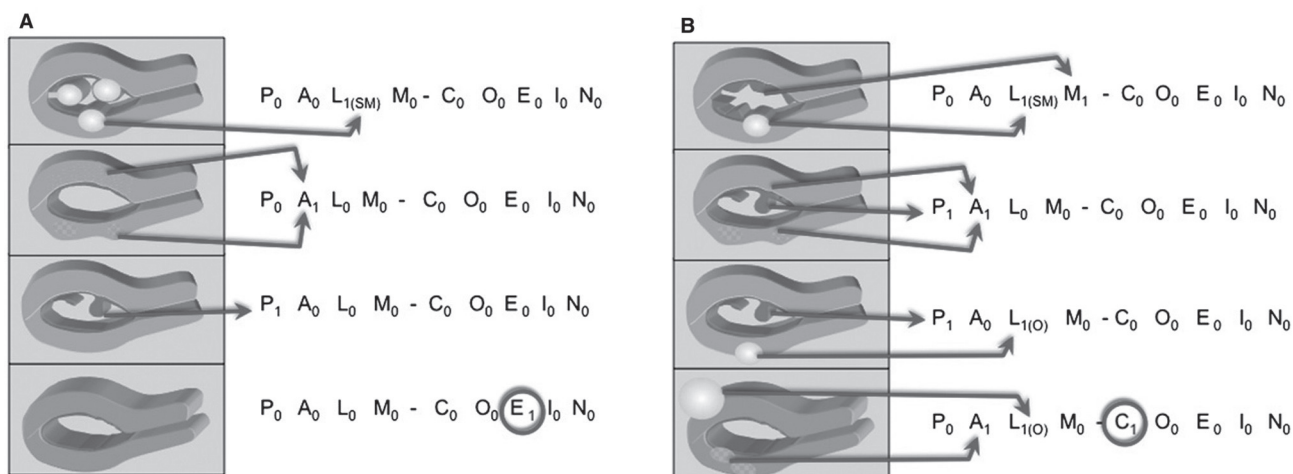 A
P₀ A₀ L₁₍SM₎ M₀ - C₀ O₀ E₀ I₀ N₀
P₀ A₁ L₀ M₀ - C₀ O₀ E₀ I₀ N₀
P₁ A₀ L₀ M₀ - C₀ O₀ E₀ I₀ N₀
P₀ A₀ L₀ M₀ - C₀ O₀ E₁ I₀ N₀
B
P₀ A₀ L₁₍SM₎ M₁ - C₀ O₀ E₀ I₀ N₀
P₁ A₁ L₀ M₀ - C₀ O₀ E₀ I₀ N₀
P₁ A₀ L₁₍O₎ M₀ - C₀ O₀ E₀ I₀ N₀
P₀ A₁ L₁₍O₎ M₀ - C₁ O₀ E₀ I₀ N₀